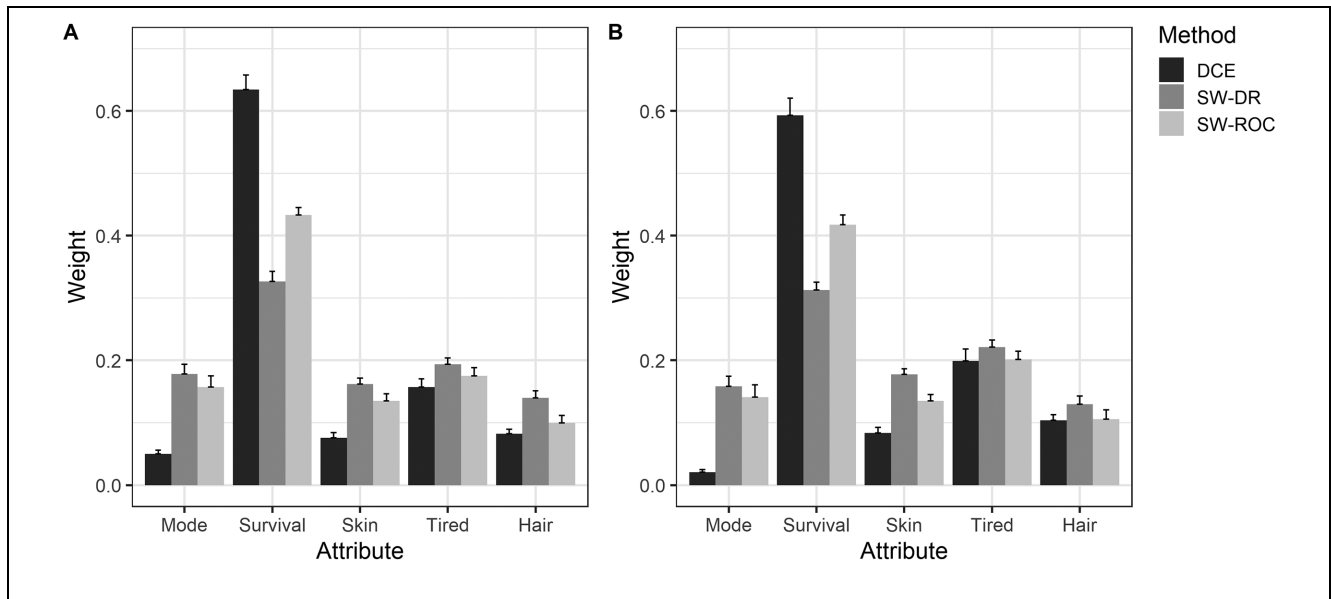 A
Weight
0.6
0.4
0.2
0.0
Mode Survival Skin Tired Hair
Attribute
B
Weight
0.6
0.4
0.2
0.0
Mode Survival Skin Tired Hair
Attribute
Method
DCE
SW-DR
SW-ROC